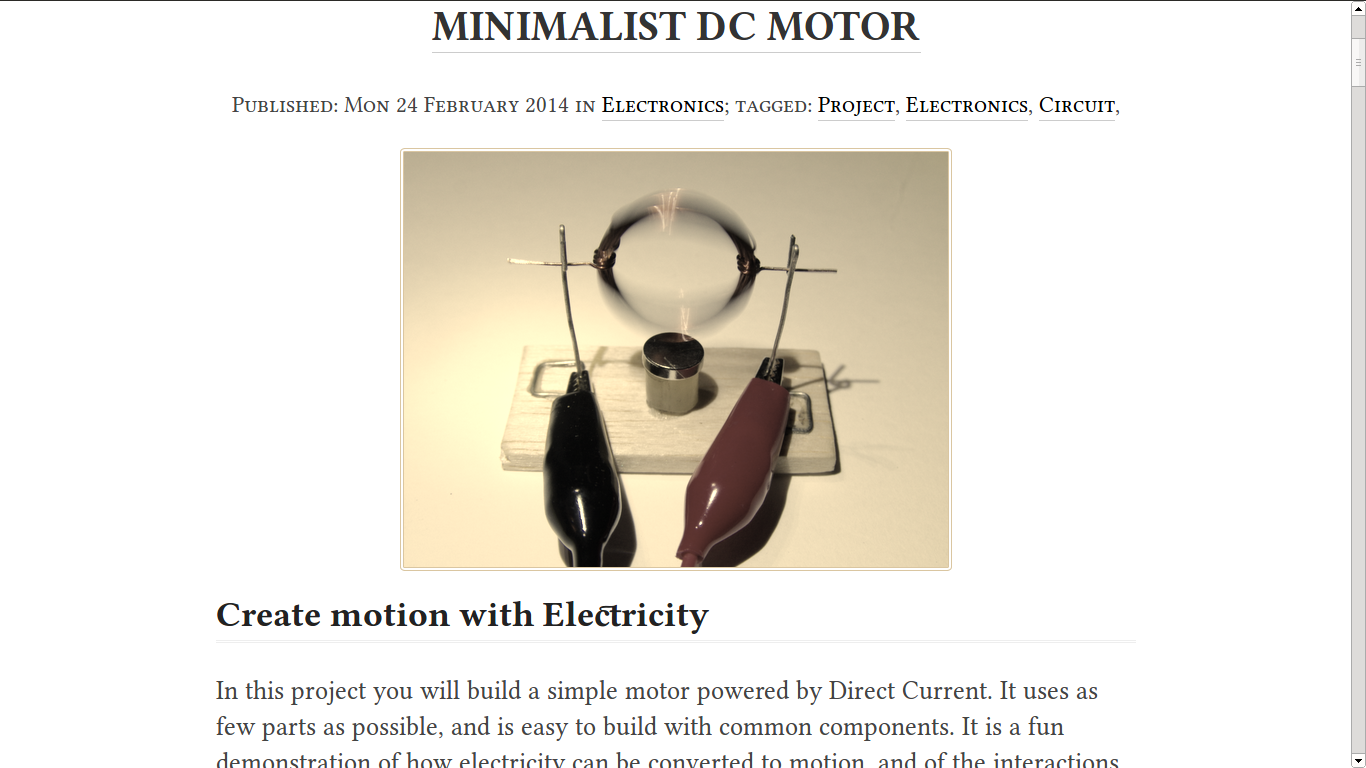 MINIMALIST DC MOTOR
Published: Mon 24 February 2014 in Electronics; tagged: Project, Electronics, Circuit,
Create motion with Electricity
In this project you will build a simple motor powered by Direct Current. It uses as
few parts as possible, and is easy to build with common components. It is a fun
demonstration of how electricity can be converted to motion, and of the interactions